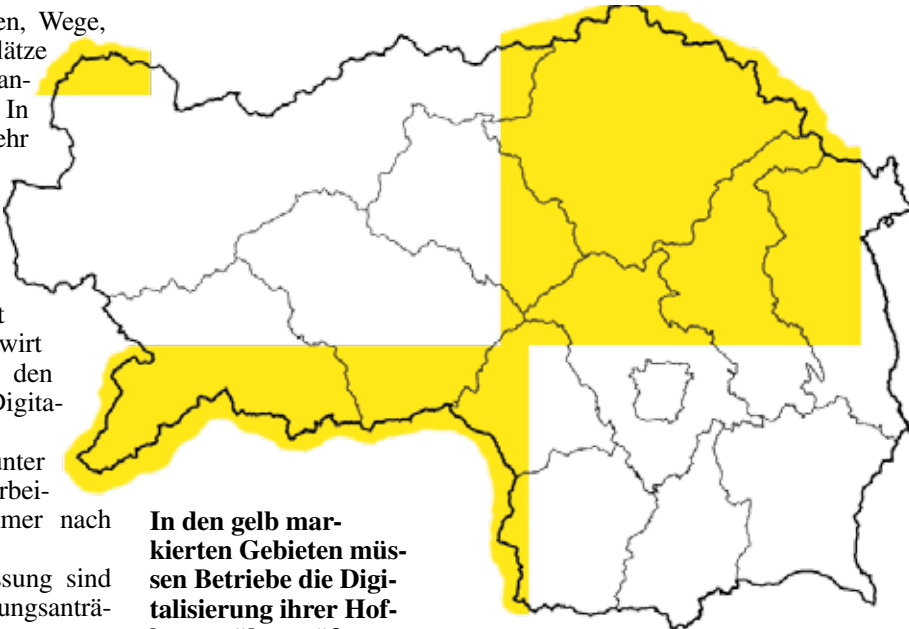 en, Wege,
lätze
an-
In
ehr
t
wirt
den
Digita-
unter
rbei-
mer nach
ssung sind
ungsanträ-
In den gelb mar-
kierten Gebieten müs-
sen Betriebe die Digi-
talisierung ihrer Hof-